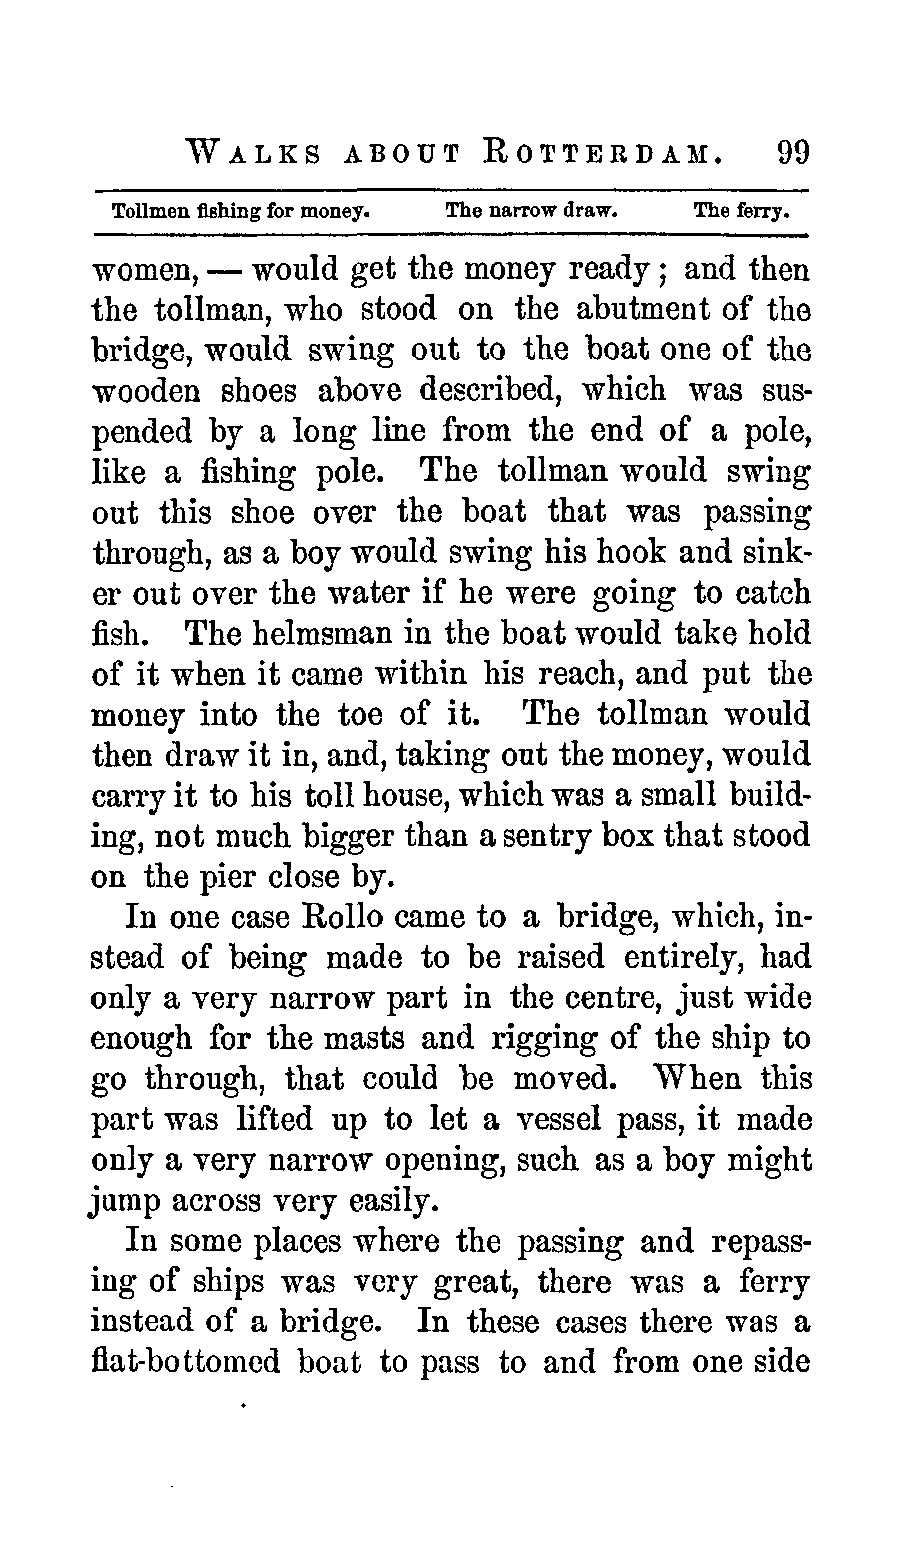 WALKS ABOUT ROTTERDAM. 99
Tollmen fishing for money. The narrow draw. The ferry.
women, — would get the money ready; and then
the tollman, who stood on the abutment of the
bridge, would swing out to the boat one of the
wooden shoes above described, which was sus-
pended by a long line from the end of a pole,
like a fishing pole. The tollman would swing
out this shoe over the boat that was passing
through, as a boy would swing his hook and sink-
er out over the water if he were going to catch
fish. The helmsman in the boat would take hold
of it when it came within his reach, and put the
money into the toe of it. The tollman would
then draw it in, and, taking out the money, would
carry it to his toll house, which was a small build-
ing, not much bigger than a sentry box that stood
on the pier close by.
In one case Rollo came to a bridge, which, in-
stead of being made to be raised entirely, had
only a very narrow part in the centre, just wide
enough for the masts and rigging of the ship to
go through, that could be moved. When this
part was lifted up to let a vessel pass, it made
only a very narrow opening, such as a boy might
jump across very easily.
In some places where the passing and repass-
ing of ships was very great, there was a ferry
instead of a bridge. In these cases there was a
flat-bottomed boat to pass to and from one side